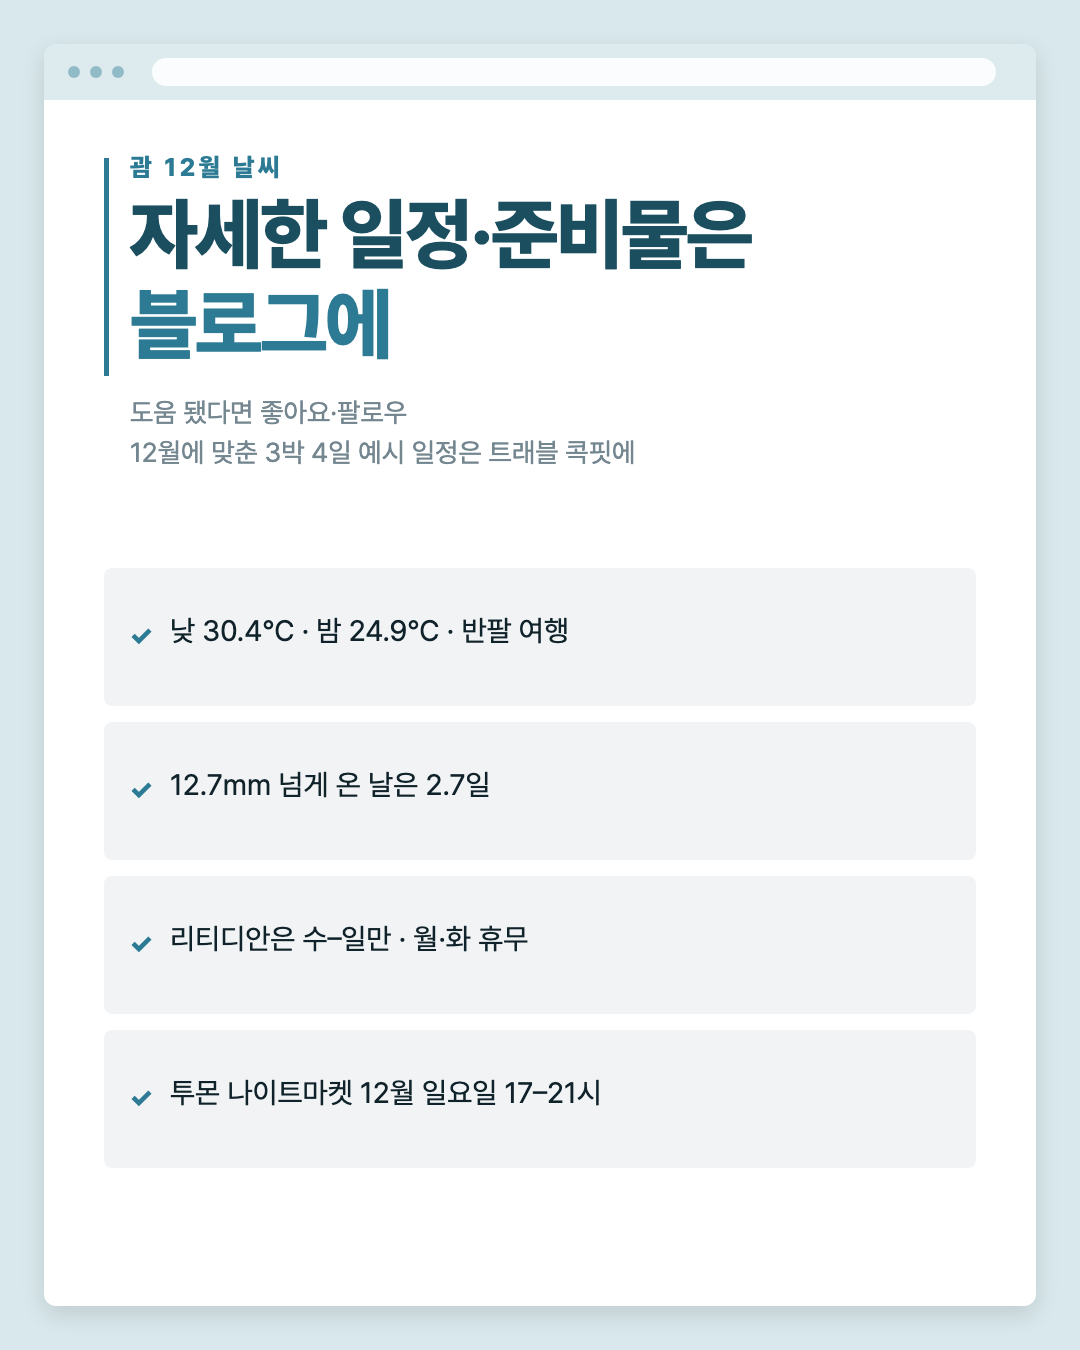 괌 12월 날씨
자세한 일정·준비물은
블로그에
도움 됐다면 좋아요·팔로우
12월에 맞춘 3박 4일 예시 일정은 트래블 콕핏에
낮 30.4°C · 밤 24.9°C · 반팔 여행
12.7mm 넘게 온 날은 2.7일
리티디안은 수–일만 · 월·화 휴무
투몬 나이트마켓 12월 일요일 17–21시